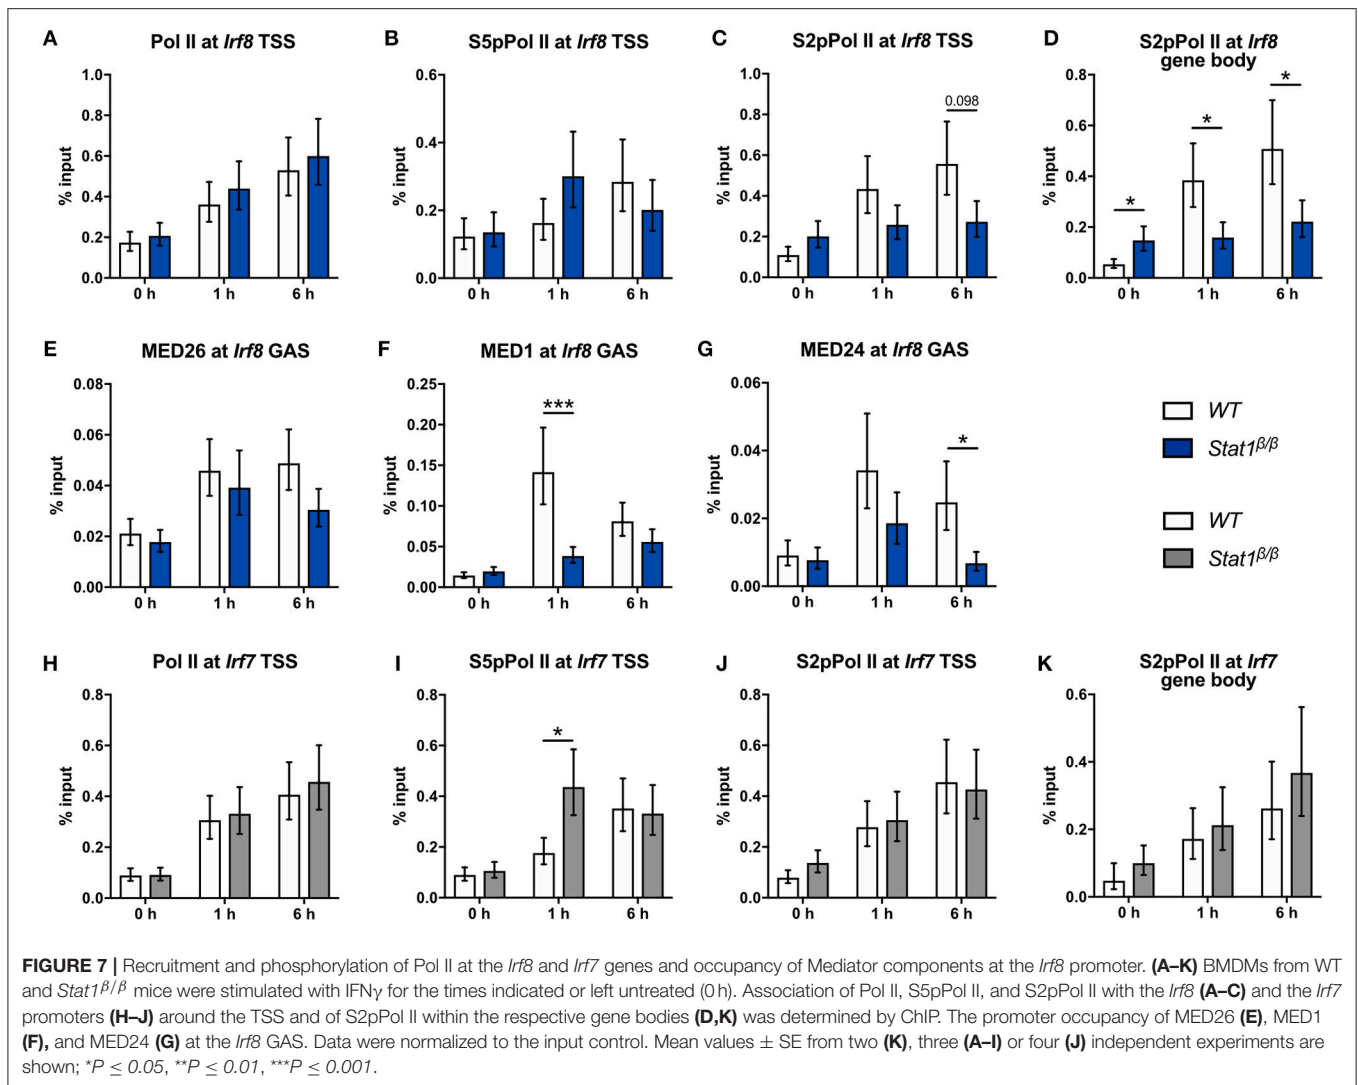 A Pol II at Irf8 TSS
% input
1.0
0.8
0.6
0.4
0.2
0.0
0 h 1 h 6 h
B S5pPol II at Irf8 TSS
% input
0.6
0.4
0.2
0.0
0 h 1 h 6 h
C S2pPol II at Irf8 TSS
% input
1.0
0.8
0.6
0.4
0.2
0.0
0.098
0 h 1 h 6 h
D S2pPol II at Irf8
gene body
% input
0.8
0.6
0.4
0.2
0.0
* * *
0 h 1 h 6 h
E MED26 at Irf8 GAS
% input
0.08
0.06
0.04
0.02
0.00
0 h 1 h 6 h
F MED1 at Irf8 GAS
% input
0.25
0.20
0.15
0.10
0.05
0.00
***
0 h 1 h 6 h
G MED24 at Irf8 GAS
% input
0.06
0.04
0.02
0.00
*
0 h 1 h 6 h
WT
Stat1β/β
WT
Stat1β/β
H Pol II at Irf7 TSS
% input
0.8
0.6
0.4
0.2
0.0
0 h 1 h 6 h
I S5pPol II at Irf7 TSS
% input
0.8
0.6
0.4
0.2
0.0
*
0 h 1 h 6 h
J S2pPol II at Irf7 TSS
% input
0.8
0.6
0.4
0.2
0.0
0 h 1 h 6 h
K S2pPol II at Irf7
gene body
% input
0.6
0.4
0.2
0.0
0 h 1 h 6 h
FIGURE 7 | Recruitment and phosphorylation of Pol II at the Irf8 and Irf7 genes and occupancy of Mediator components at the Irf8 promoter. (A–K) BMDMs from WT
and Stat1β/β mice were stimulated with IFNγ for the times indicated or left untreated (0 h). Association of Pol II, S5pPol II, and S2pPol II with the Irf8 (A–C) and the Irf7
promoters (H–J) around the TSS and of S2pPol II within the respective gene bodies (D,K) was determined by ChIP. The promoter occupancy of MED26 (E), MED1
(F), and MED24 (G) at the Irf8 GAS. Data were normalized to the input control. Mean values ± SE from two (K), three (A–I) or four (J) independent experiments are
shown; *P ≤ 0.05, **P ≤ 0.01, ***P ≤ 0.001.